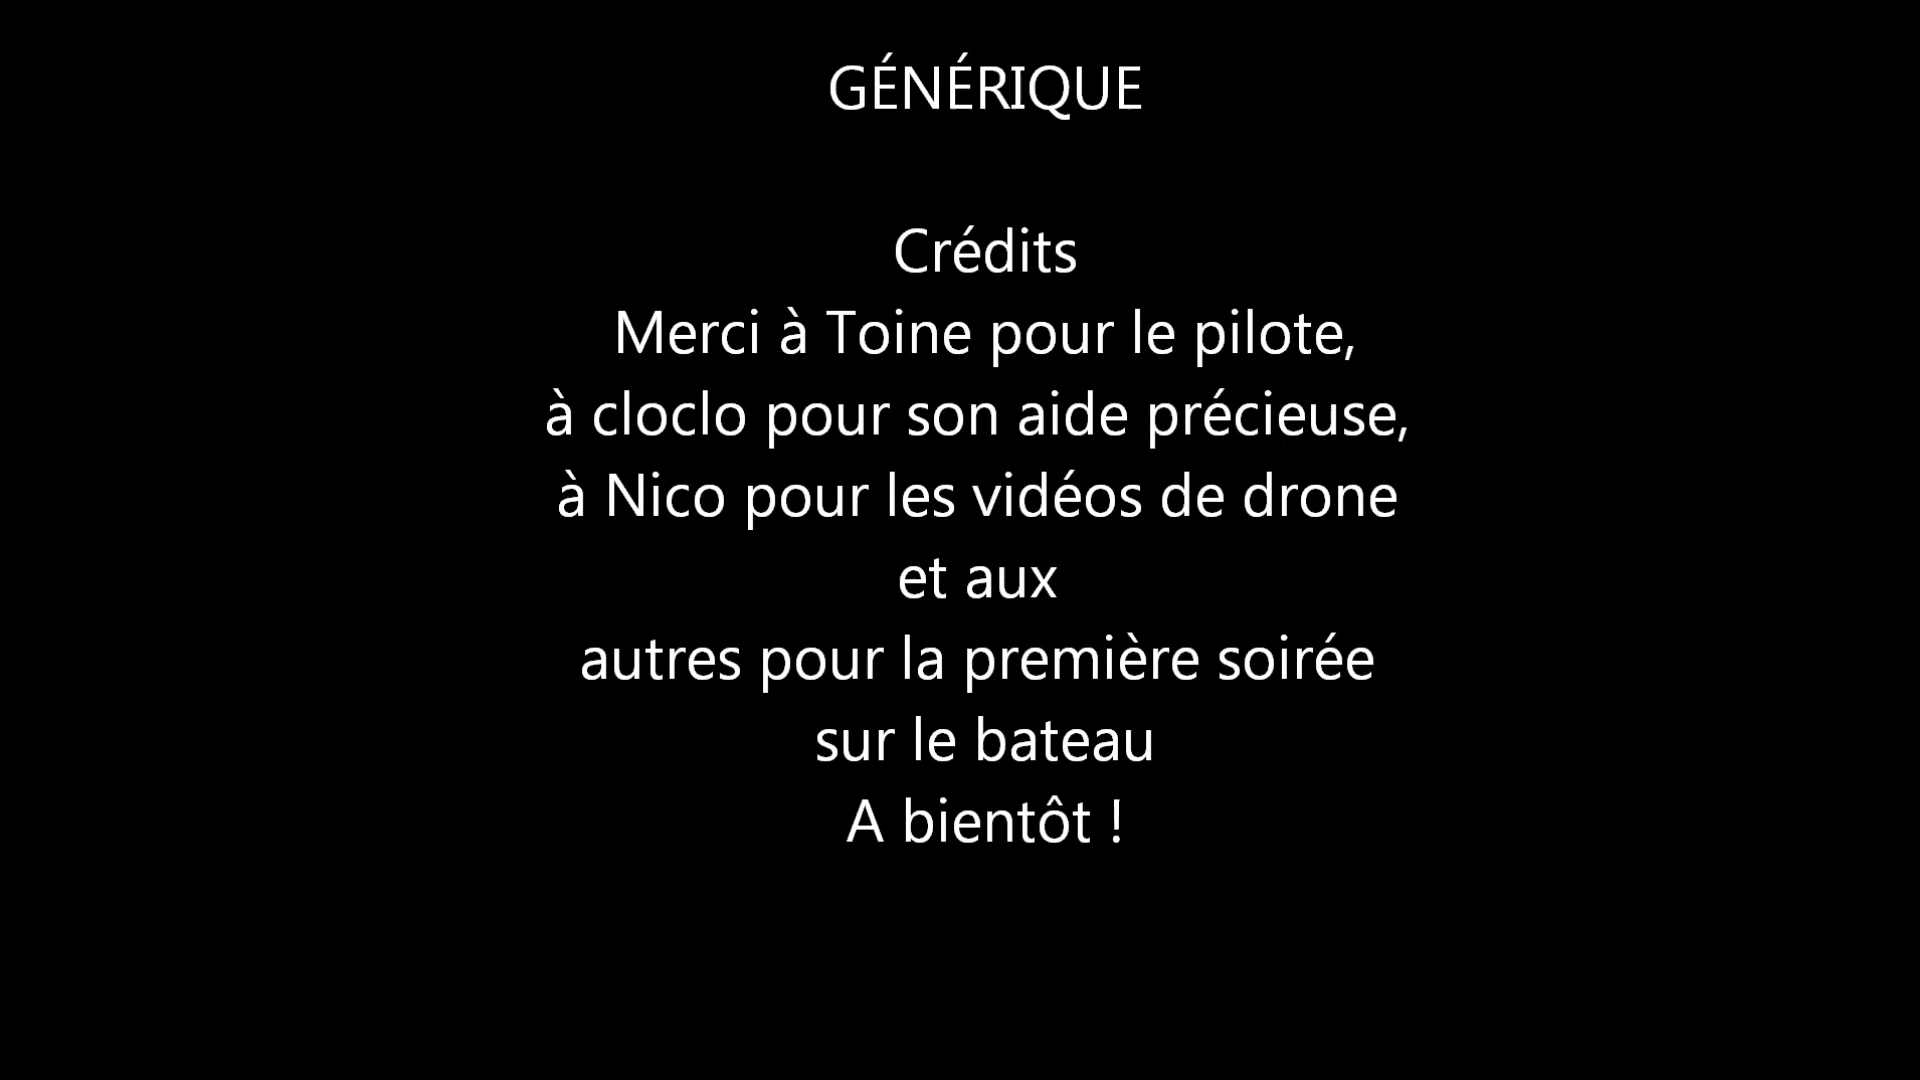 GÉNÉRIQUE
Crédits
Merci à Toine pour le pilote,
à cloclo pour son aide précieuse,
à Nico pour les vidéos de drone
et aux
autres pour la première soirée
sur le bateau
A bientôt !